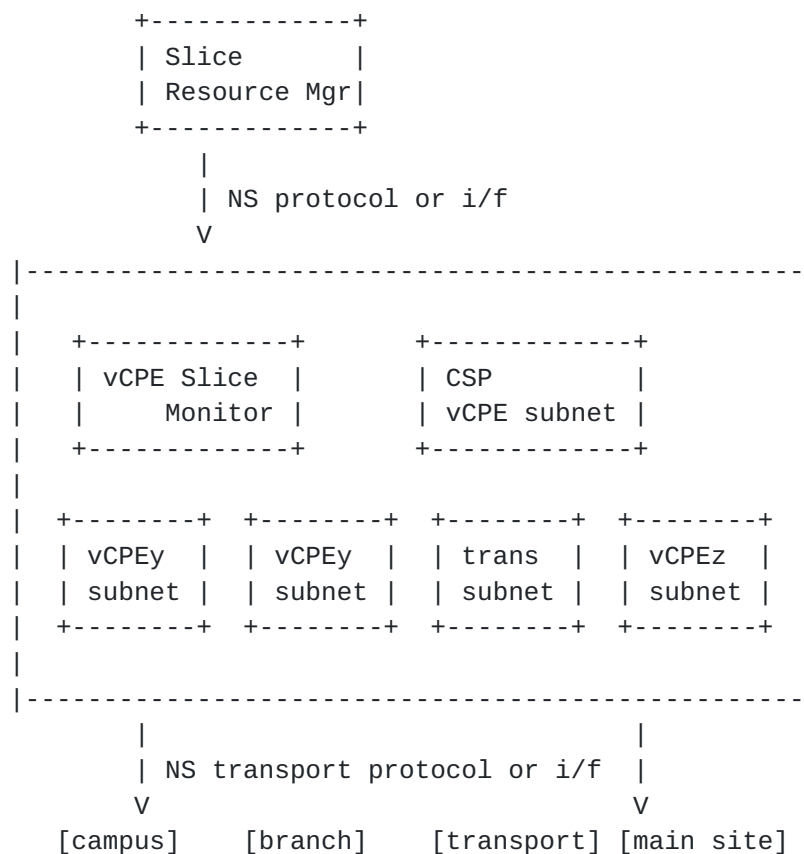 Slice
Resource Mgr
NS protocol or i/f
V
vCPE Slice CSP
Monitor vCPE subnet
vCPEy vCPEy trans vCPEz
subnet subnet subnet subnet
NS transport protocol or i/f
V V
[campus] [branch] [transport] [main site]